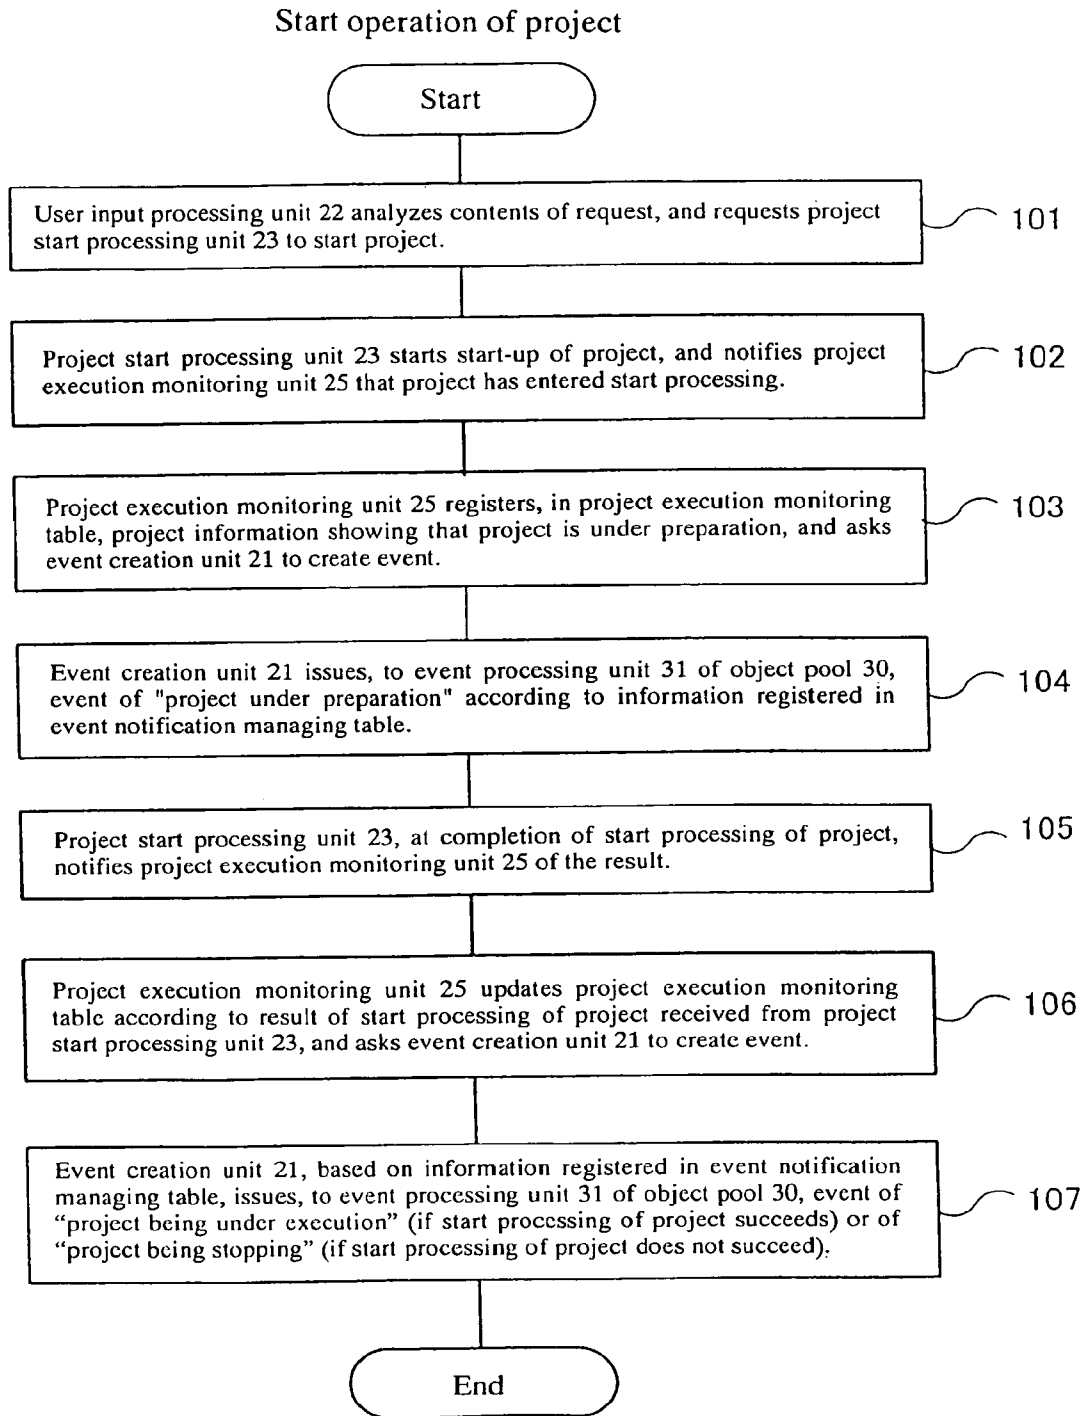 Start operation of project
Start
User input processing unit 22 analyzes contents of request, and requests project
start processing unit 23 to start project.
101
Project start processing unit 23 starts start-up of project, and notifies project
execution monitoring unit 25 that project has entered start processing.
102
Project execution monitoring unit 25 registers, in project execution monitoring
table, project information showing that project is under preparation, and asks
event creation unit 21 to create event.
103
Event creation unit 21 issues, to event processing unit 31 of object pool 30,
event of "project under preparation" according to information registered in
event notification managing table.
104
Project start processing unit 23, at completion of start processing of project,
notifies project execution monitoring unit 25 of the result.
105
Project execution monitoring unit 25 updates project execution monitoring
table according to result of start processing of project received from project
start processing unit 23, and asks event creation unit 21 to create event.
106
Event creation unit 21, based on information registered in event notification
managing table, issues, to event processing unit 31 of object pool 30, event of
“project being under execution” (if start processing of project succeeds) or of
“project being stopping” (if start processing of project does not succeed).
107
End